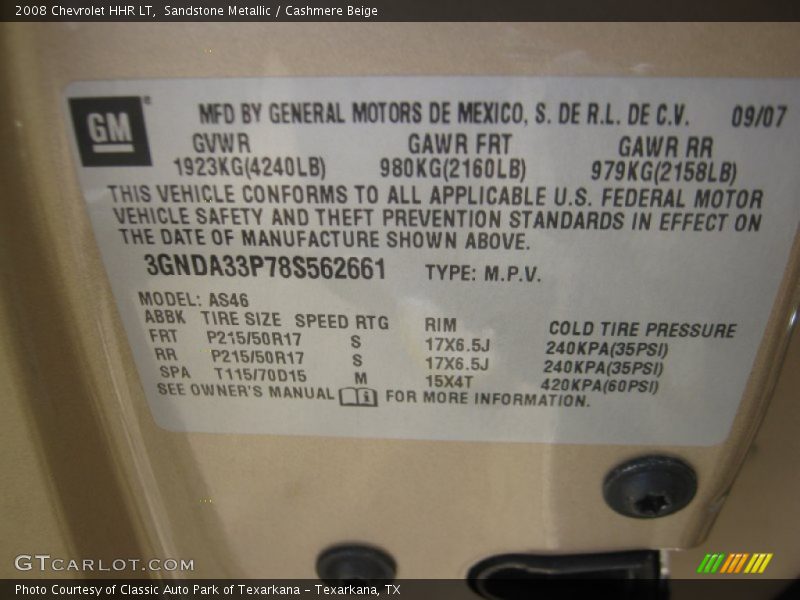 2008 Chevrolet HHR LT,  Sandstone Metallic / Cashmere Beige
GM MFD BY GENERAL MOTORS DE MEXICO, S. DE R.L. DE C.V. 09/07
GVWR GAWR FRT GAWR RR
1923KG(4240LB) 980KG(2160LB) 979KG(2158LB)
THIS VEHICLE CONFORMS TO ALL APPLICABLE U.S. FEDERAL MOTOR
VEHICLE SAFETY AND THEFT PREVENTION STANDARDS IN EFFECT ON
THE DATE OF MANUFACTURE SHOWN ABOVE.
3GNDA33P78S562661 TYPE: M.P.V.
MODEL: AS46
ABBK TIRE SIZE SPEED RTG RIM COLD TIRE PRESSURE
FRT P215/50R17 S 17X6.5J 240KPA(35PSI)
RR P215/50R17 S 17X6.5J 240KPA(35PSI)
SPA T115/70D15 M 15X4T 420KPA(60PSI)
SEE OWNER'S MANUAL i FOR MORE INFORMATION.
GTCARLOT.COM
Photo Courtesy of Classic Auto Park of Texarkana – Texarkana, TX